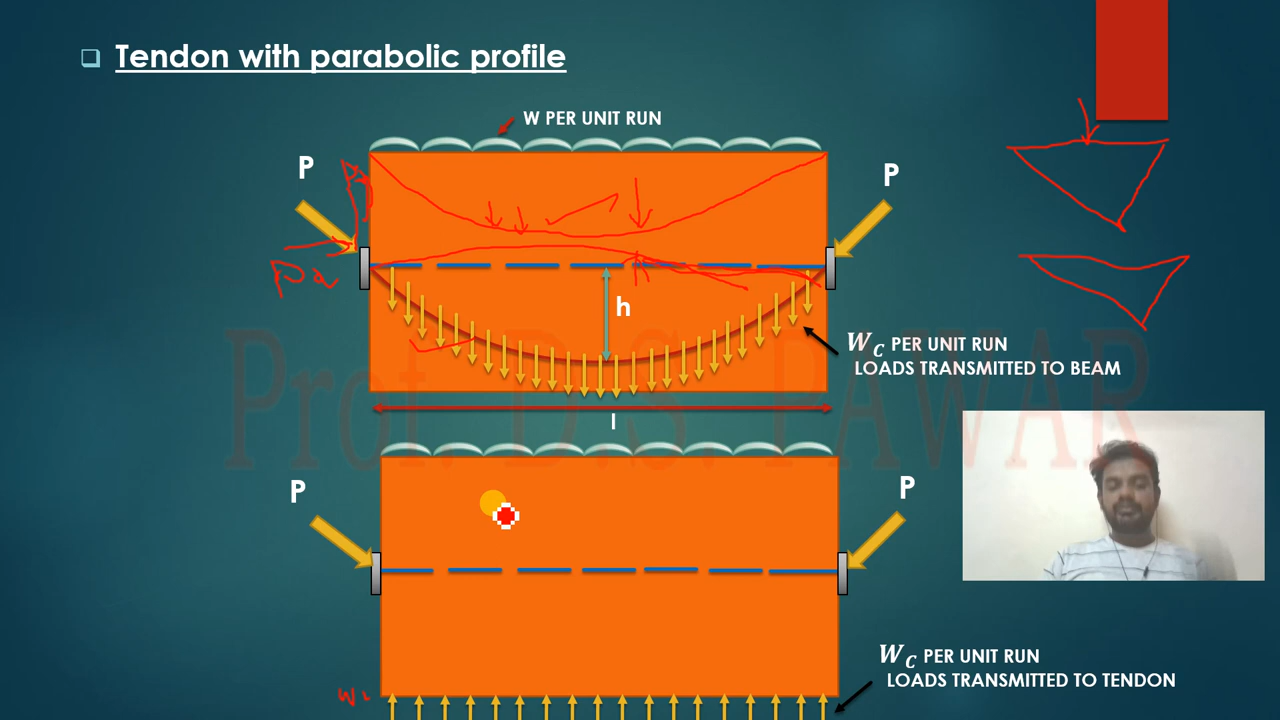 Tendon with parabolic profile
W PER UNIT RUN
P
P
h
W_C PER UNIT RUN
LOADS TRANSMITTED TO BEAM
l
Prof. D.S. PAWAR
P
P
W_C PER UNIT RUN
LOADS TRANSMITTED TO TENDON